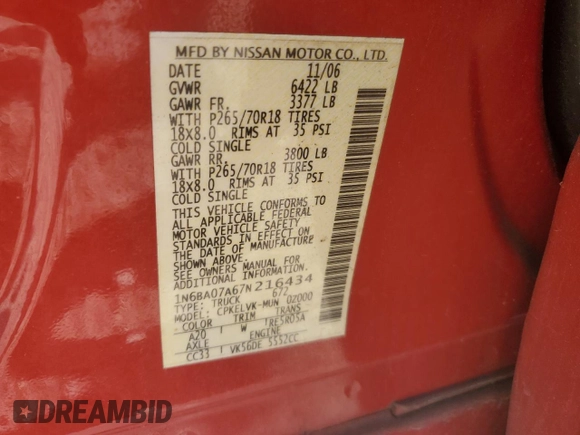 MFD BY NISSAN MOTOR CO., LTD.
DATE 11/06
GVWR 6422 LB
GAWR FR. 3377 LB
WITH P265/70R18 TIRES
18x8.0 RIMS AT 35 PSI
COLD SINGLE
GAWR RR. 3800 LB
WITH P265/70R18 TIRES
18x8.0 RIMS AT 35 PSI
COLD SINGLE
THIS VEHICLE CONFORMS TO
ALL APPLICABLE FEDERAL
MOTOR VEHICLE SAFETY
STANDARDS IN EFFECT ON
THE DATE OF MANUFACTURE
SHOWN ABOVE.
SEE OWNERS MANUAL FOR
ADDITIONAL INFORMATION.
1N6BA07A67N216434
TYPE: TRUCK 672
MODEL: CPKELVK-MUN 02000
COLOR TRIM TRANS
A20 W TRE5R05A
AXLE ENGINE
CC33 VK56DE 5552CC
DREAMBID